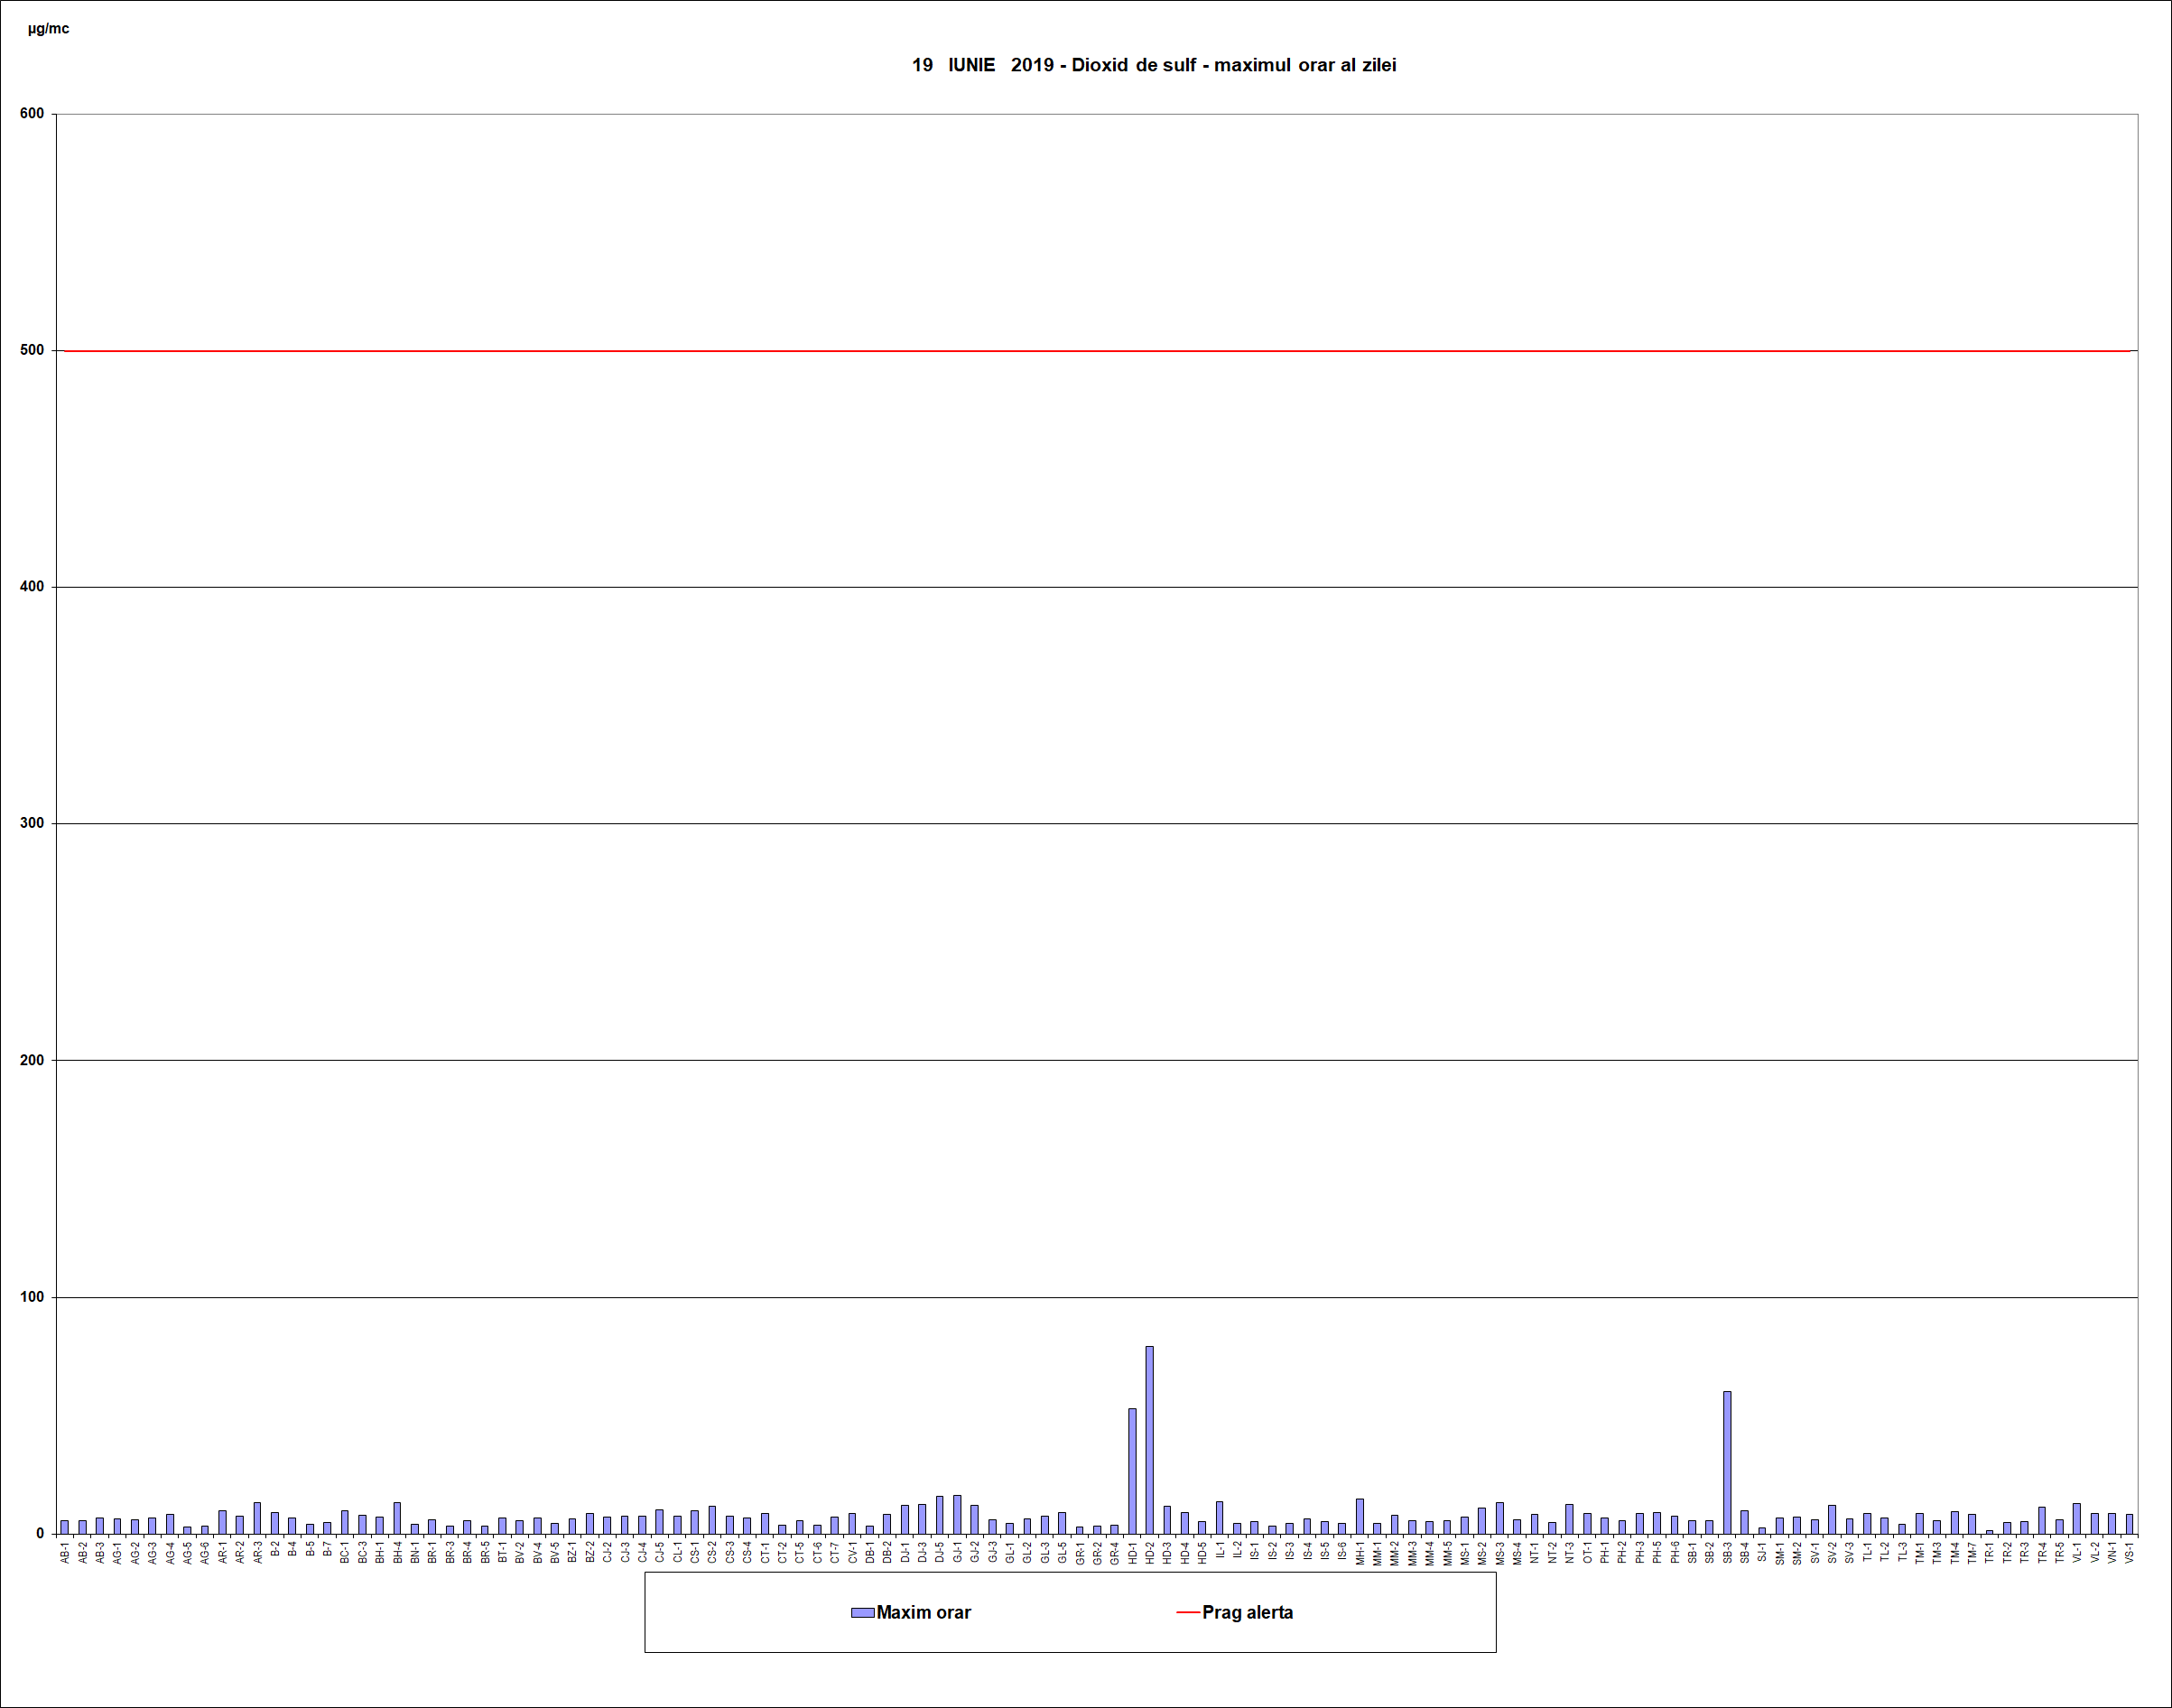 µg/mc
19 IUNIE 2019 - Dioxid de sulf - maximul orar al zilei
600
500
400
300
200
100
0
AB-1 AB-2 AB-3 AG-1 AG-2 AG-3 AG-4 AG-5 AG-6 AR-1 AR-2 AR-3 B-2 B-4 B-5 B-7 BC-1 BC-3 BH-1 BH-4 BN-1 BR-1 BR-3 BR-4 BR-5 BT-1 BV-2 BV-4 BV-5 BZ-1 BZ-2 CJ-2 CJ-3 CJ-4 CJ-5 CL-1 CS-1 CS-2 CS-3 CS-4 CT-1 CT-2 CT-5 CT-6 CT-7 CV-1 DB-1 DB-2 DJ-1 DJ-3 DJ-5 GJ-1 GJ-2 GJ-3 GL-1 GL-2 GL-3 GL-5 GR-1 GR-2 GR-4 HD-1 HD-2 HD-3 HD-4 HD-5 IL-1 IL-2 IS-1 IS-2 IS-3 IS-4 IS-5 IS-6 MH-1 MM-1 MM-2 MM-3 MM-4 MM-5 MS-1 MS-2 MS-3 MS-4 NT-1 NT-2 NT-3 OT-1 PH-1 PH-2 PH-3 PH-5 PH-6 SB-1 SB-2 SB-3 SB-4 SJ-1 SM-1 SM-2 SV-1 SV-2 SV-3 TL-1 TL-2 TL-3 TM-1 TM-3 TM-4 TM-7 TR-1 TR-2 TR-3 TR-4 TR-5 VL-1 VL-2 VN-1 VS-1
Maxim orar Prag alerta